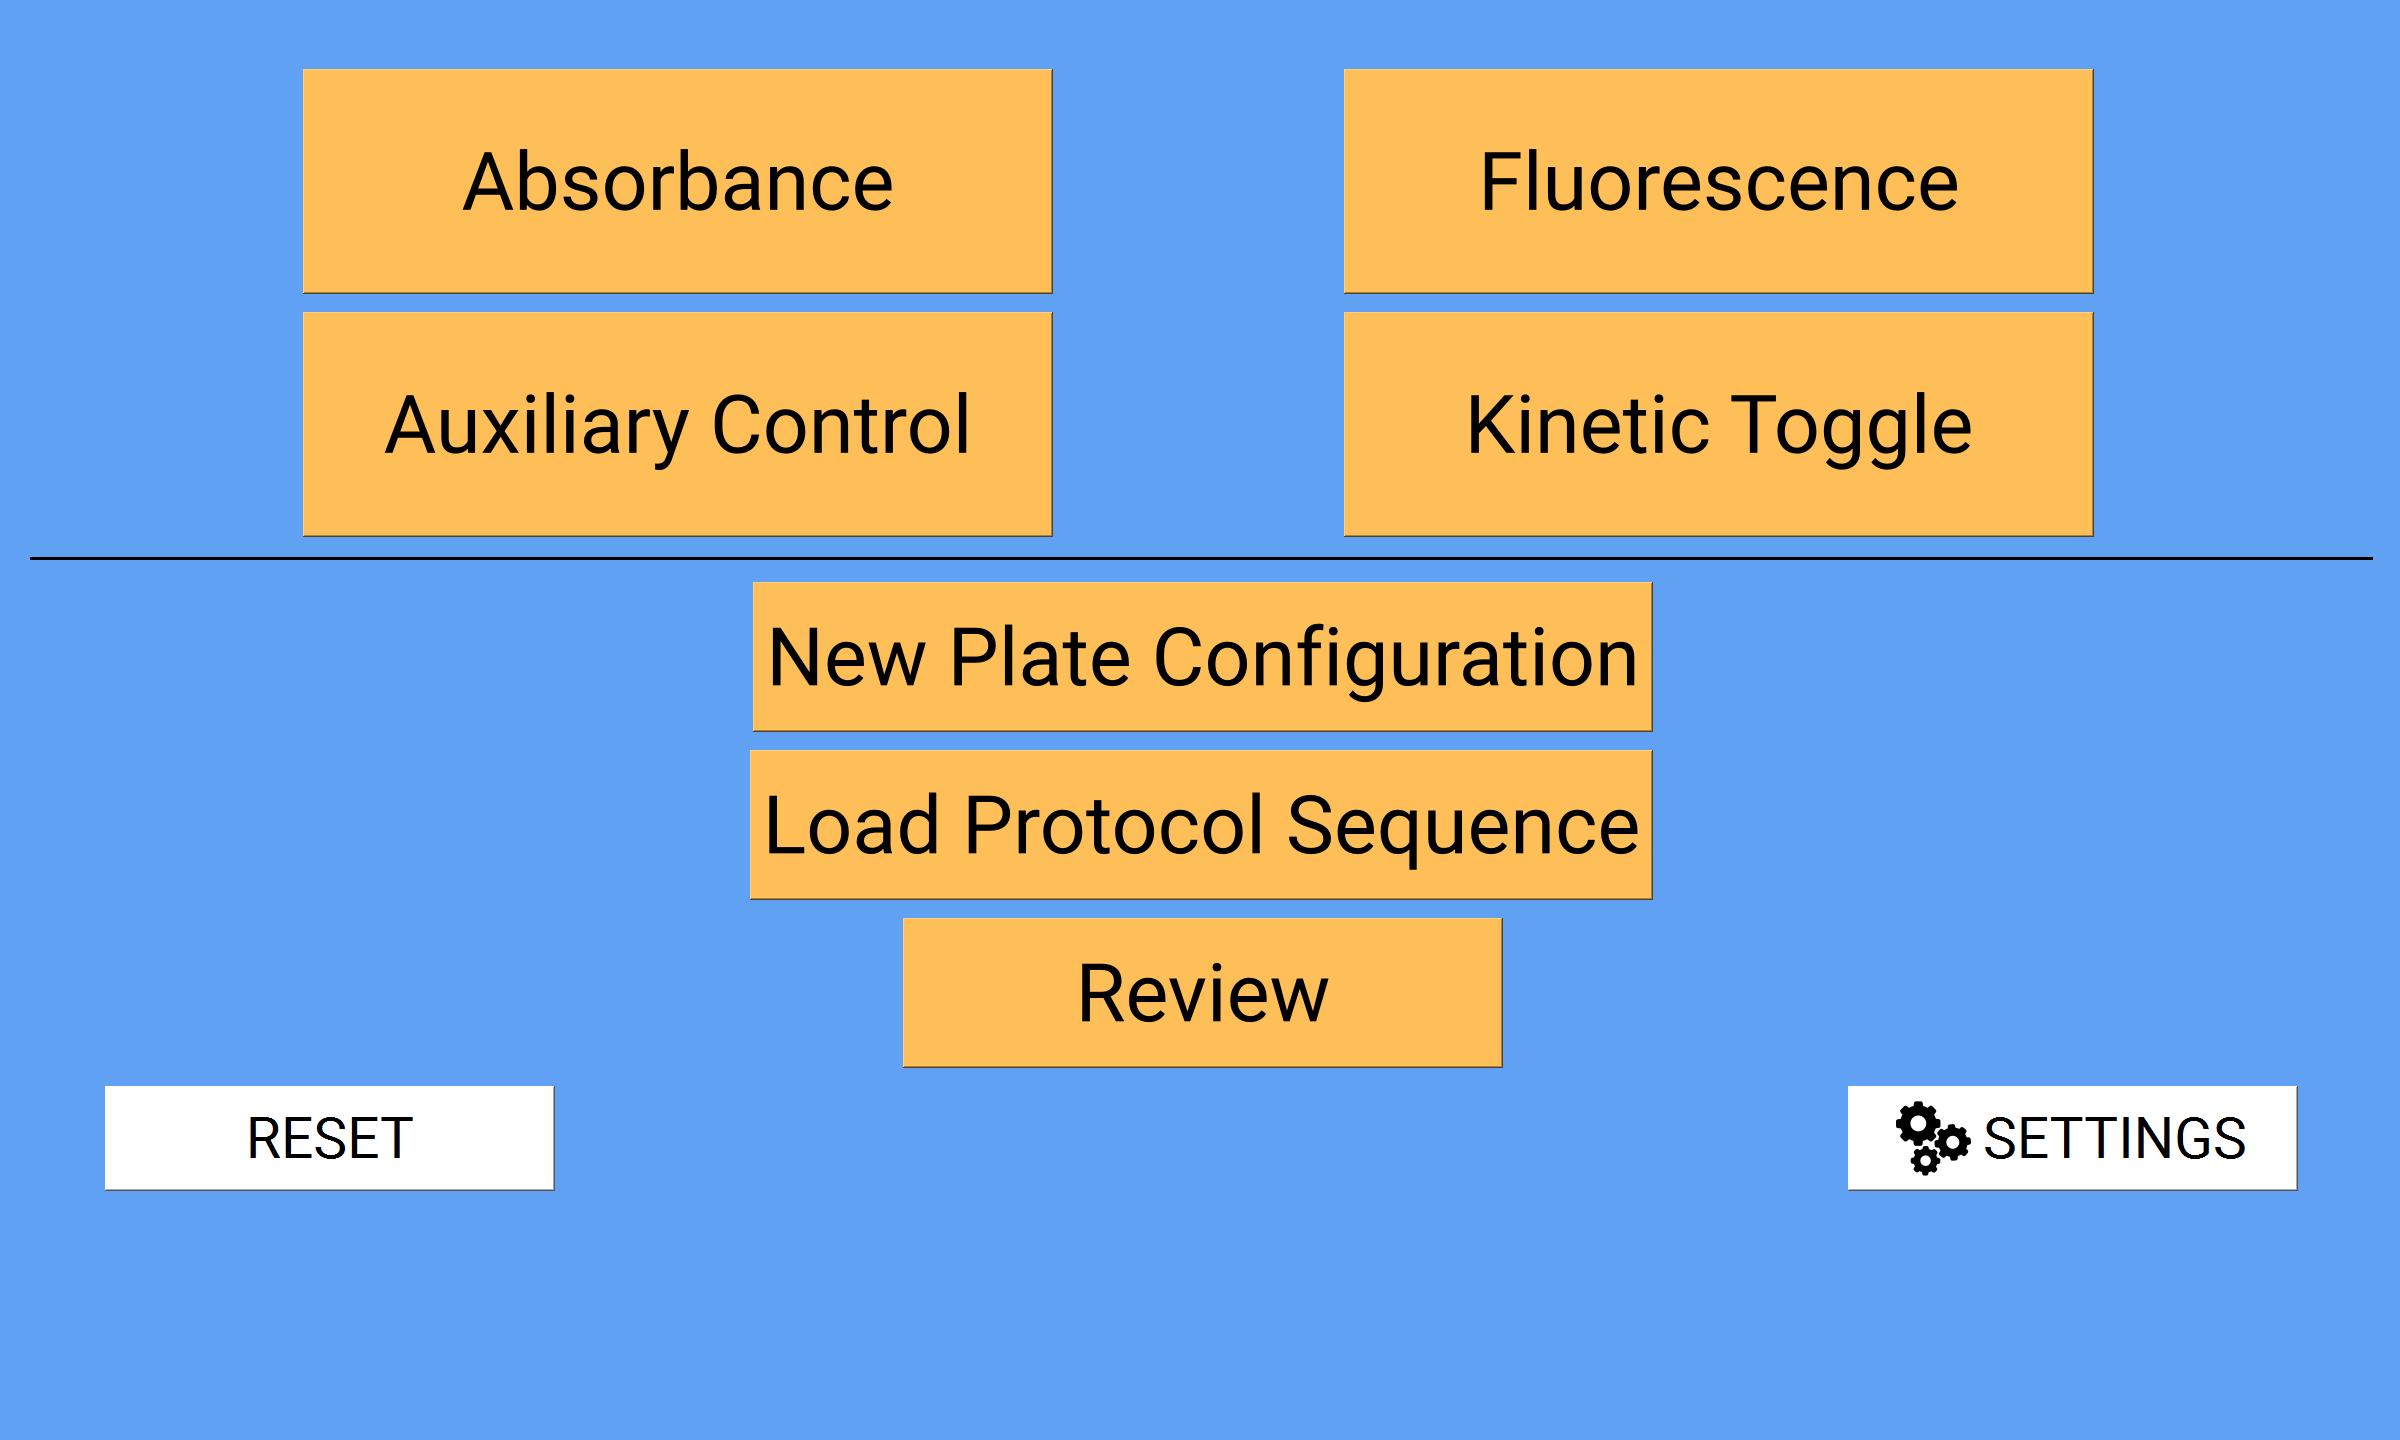 Absorbance
Fluorescence
Auxiliary Control
Kinetic Toggle
New Plate Configuration
Load Protocol Sequence
Review
RESET
SETTINGS